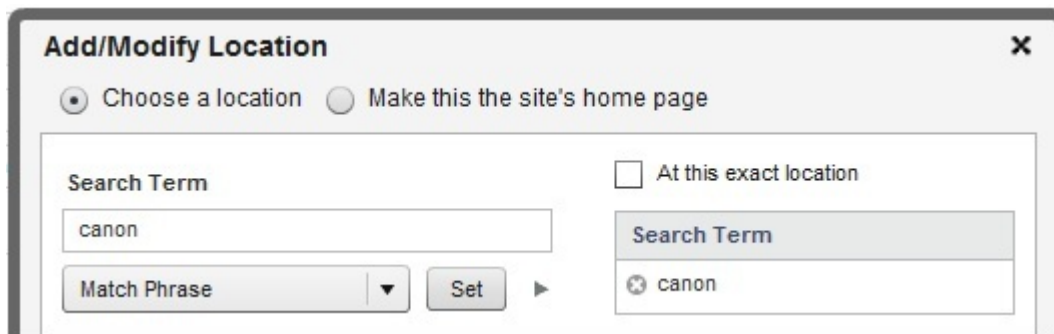 Add/Modify Location
Choose a location Make this the site's home page
Search Term
canon
Match Phrase Set
At this exact location
Search Term
canon